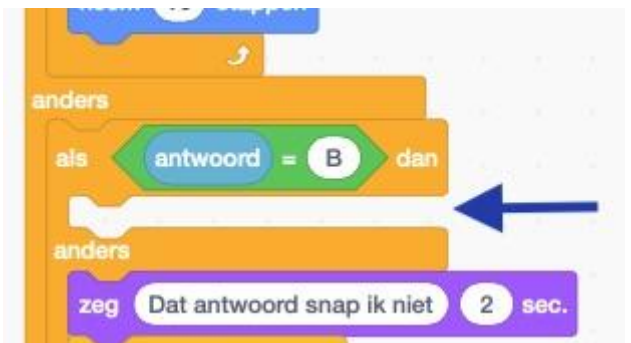 anders
als antwoord = B dan
anders
zeg Dat antwoord snap ik niet 2 sec.